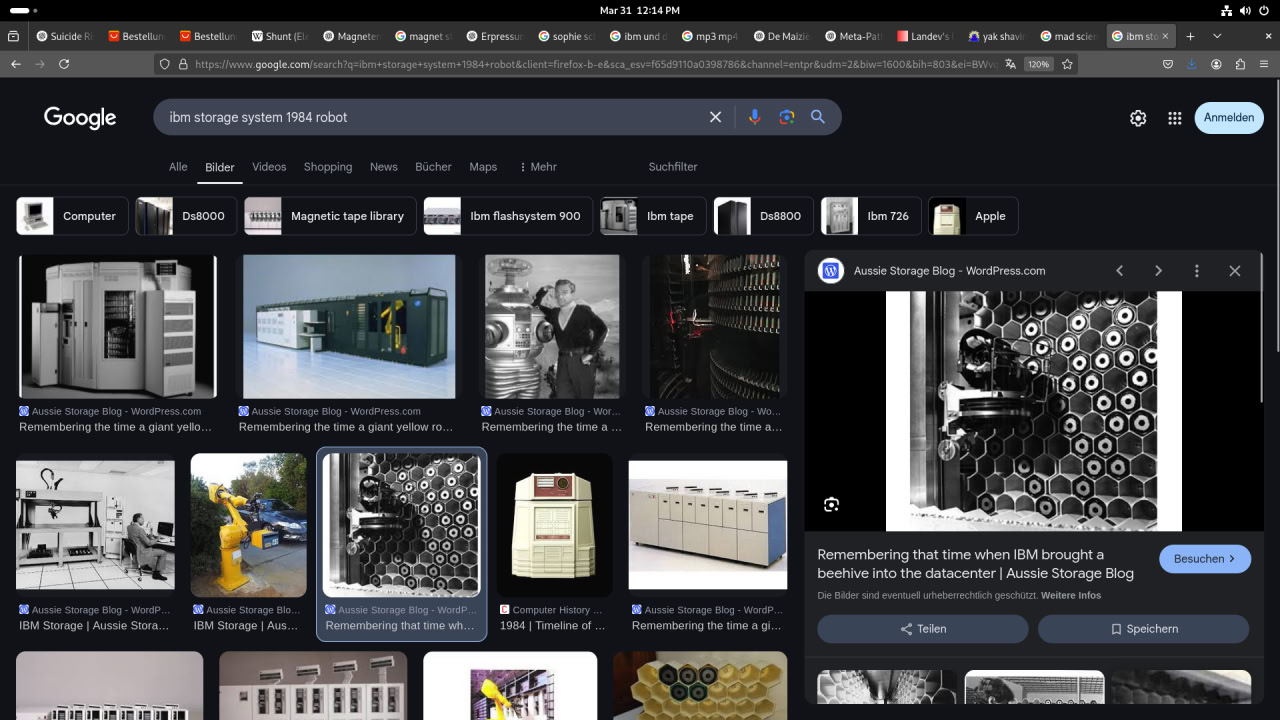 Mar 31 12:14 PM
Suicide Ri
Bestellun
Bestellun
Shunt (Ele
Magneten
magnet st
Erpressun
sophie sc
ibm und d
mp3 mp4
De Maiziè
Meta-Pat
Landev's
yak shavi
mad scien
ibm sto
https://www.google.com/search?q=ibm+storage+system+1984+robot&client=firefox-b-e&sca_esv=f65d9110a0398786&channel=entpr&udm=2&biw=1600&bih=803&ei=BWv
120%
Google
ibm storage system 1984 robot
Anmelden
Alle
Bilder
Videos
Shopping
News
Bücher
Maps
Mehr
Suchfilter
Computer
Ds8000
Magnetic tape library
Ibm flashsystem 900
Ibm tape
Ds8800
Ibm 726
Apple
Aussie Storage Blog - WordPress.com
Remembering the time a giant yello...
Aussie Storage Blog - WordPress.com
Remembering the time a giant yellow ro...
Aussie Storage Blog - Wor...
Remembering the time a ...
Aussie Storage Blog - Wo...
Remembering the time a...
Aussie Storage Blog - WordP...
IBM Storage | Aussie Stora...
Aussie Storage Blo...
IBM Storage | Aus...
Aussie Storage Blog - WordP...
Remembering that time wh...
Computer History ...
1984 | Timeline of ...
Aussie Storage Blog - WordP...
Remembering the time a gi...
Aussie Storage Blog - WordPress.com
Remembering that time when IBM brought a
beehive into the datacenter | Aussie Storage Blog
Besuchen
Die Bilder sind eventuell urheberrechtlich geschützt. Weitere Infos
Teilen
Speichern